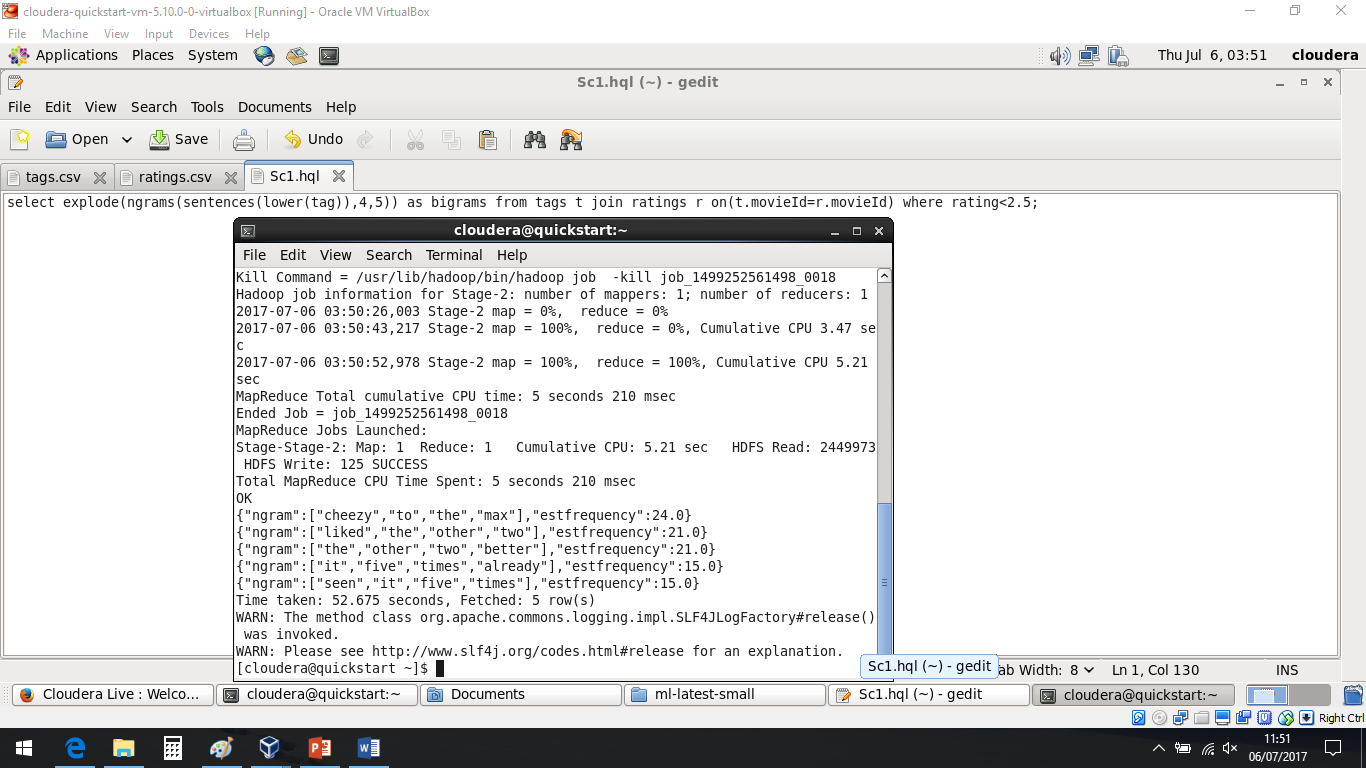 cloudera-quickstart-vm-5.10.0-0-virtualbox [Running] - Oracle VM VirtualBox
File Machine View Input Devices Help
Applications Places System Thu Jul 6, 03:51 cloudera
Sc1.hql (~) - gedit
File Edit View Search Tools Documents Help
Open Save Undo
tags.csv ratings.csv Sc1.hql
select explode(ngrams(sentences(lower(tag)),4,5)) as bigrams from tags t join ratings r on(t.movieId=r.movieId) where rating<2.5;
cloudera@quickstart:~
File Edit View Search Terminal Help
Kill Command = /usr/lib/hadoop/bin/hadoop job  -kill job_1499252561498_0018
Hadoop job information for Stage-2: number of mappers: 1; number of reducers: 1
2017-07-06 03:50:26,003 Stage-2 map = 0%,  reduce = 0%
2017-07-06 03:50:43,217 Stage-2 map = 100%,  reduce = 0%, Cumulative CPU 3.47 se
c
2017-07-06 03:50:52,978 Stage-2 map = 100%,  reduce = 100%, Cumulative CPU 5.21
sec
MapReduce Total cumulative CPU time: 5 seconds 210 msec
Ended Job = job_1499252561498_0018
MapReduce Jobs Launched:
Stage-Stage-2: Map: 1  Reduce: 1   Cumulative CPU: 5.21 sec   HDFS Read: 2449973
HDFS Write: 125 SUCCESS
Total MapReduce CPU Time Spent: 5 seconds 210 msec
OK
{"ngram":["cheezy","to","the","max"],"estfrequency":24.0}
{"ngram":["liked","the","other","two"],"estfrequency":21.0}
{"ngram":["the","other","two","better"],"estfrequency":21.0}
{"ngram":["it","five","times","already"],"estfrequency":15.0}
{"ngram":["seen","it","five","times"],"estfrequency":15.0}
Time taken: 52.675 seconds, Fetched: 5 row(s)
WARN: The method class org.apache.commons.logging.impl.SLF4JLogFactory#release()
was invoked.
WARN: Please see http://www.slf4j.org/codes.html#release for an explanation.
[cloudera@quickstart ~]$
Sc1.hql (~) - gedit
ab Width: 8 Ln 1, Col 130 INS
Cloudera Live : Welco... cloudera@quickstart:~ Documents ml-latest-small Sc1.hql (~) - gedit cloudera@quickstart:~
Right Ctrl
11:51
06/07/2017